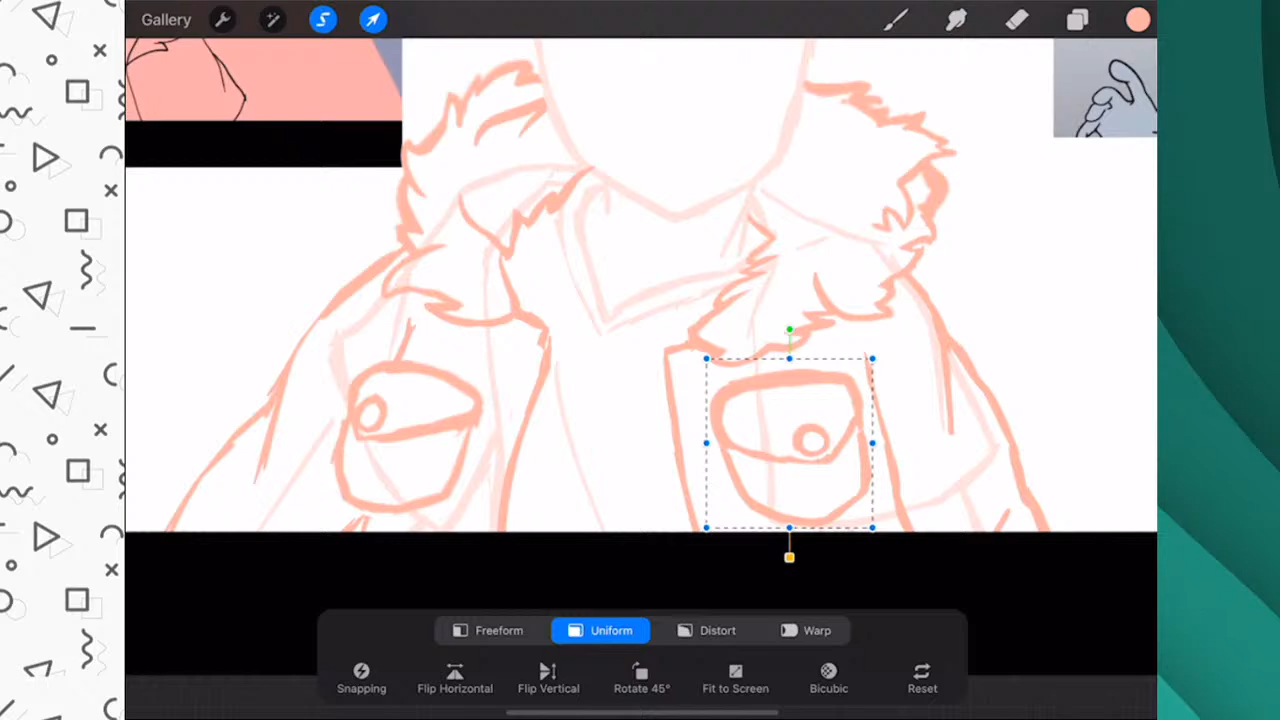 Gallery
Freeform Uniform Distort Warp
Snapping Flip Horizontal Flip Vertical Rotate 45° Fit to Screen Bicubic Reset